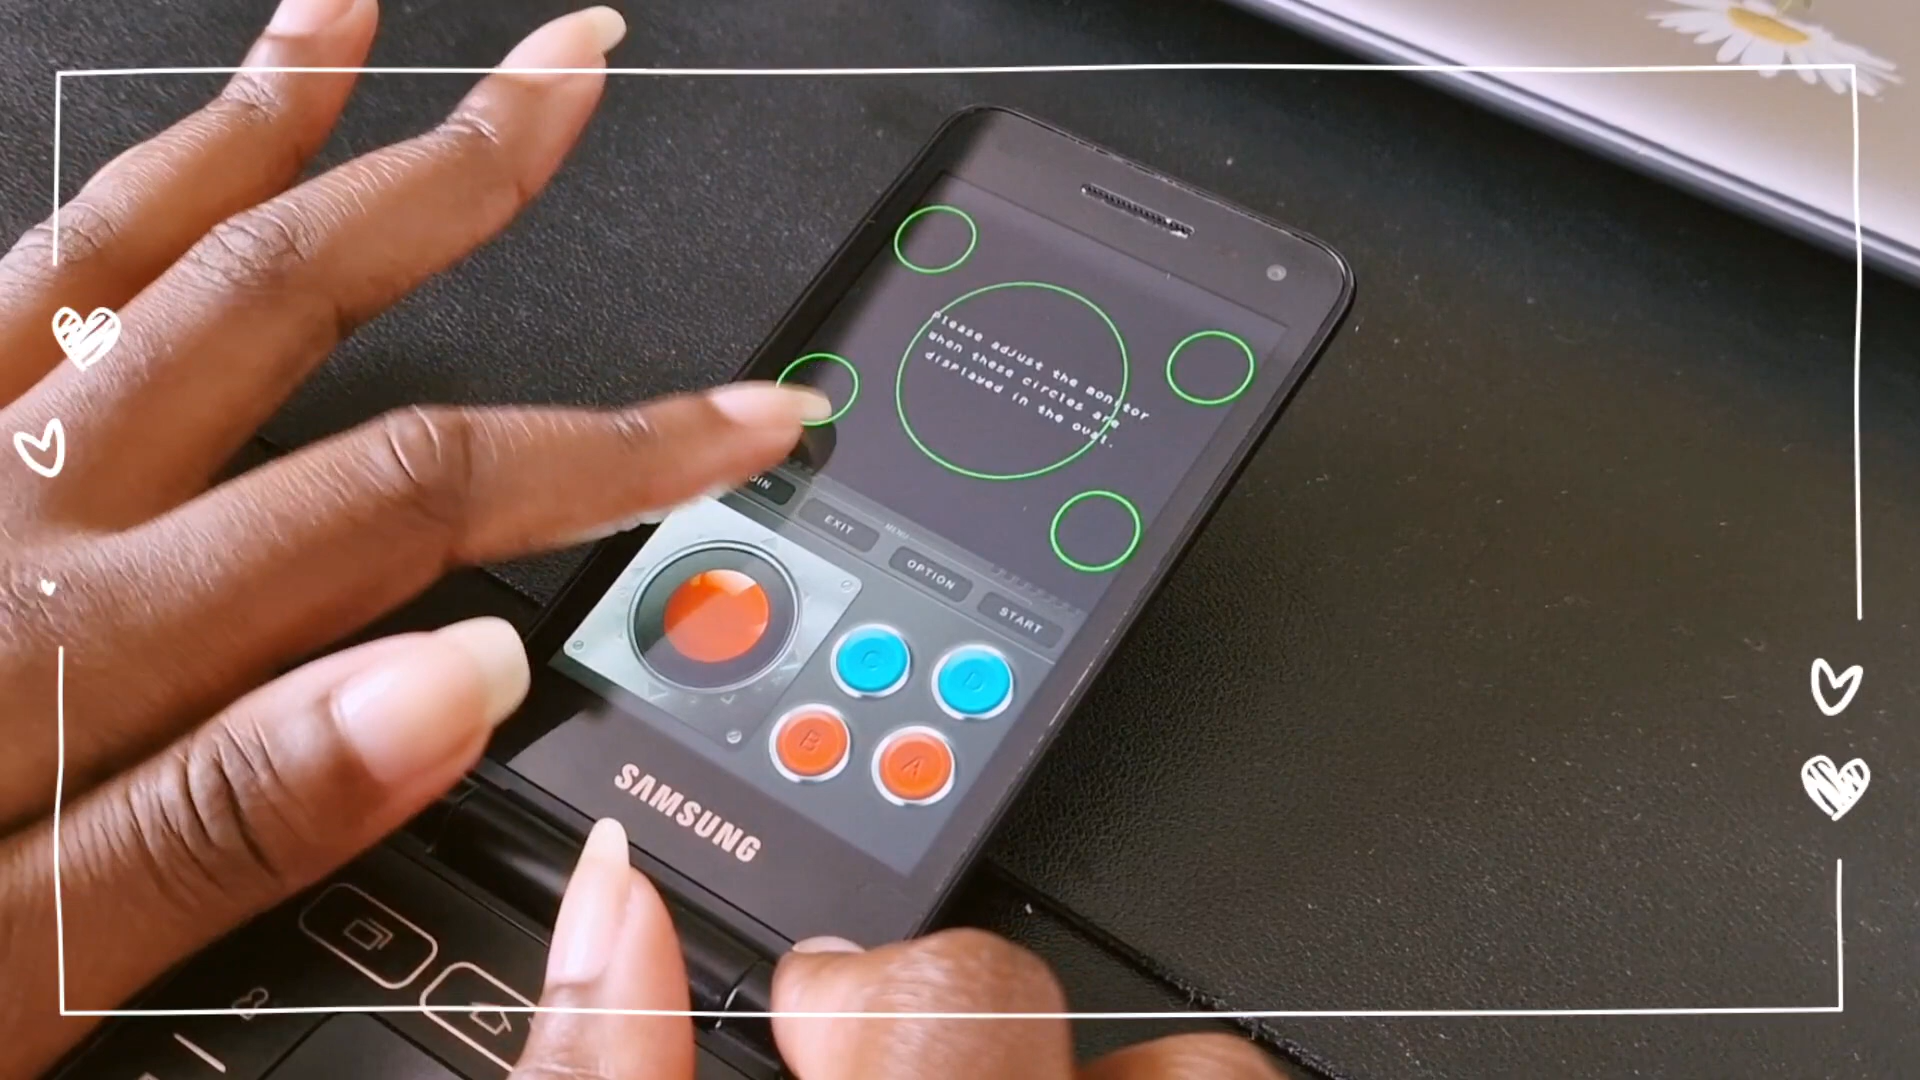 Please adjust the monitor
when these circles are
displayed in the oval.
EXIT
MENU
OPTION
START
C
D
B
A
SAMSUNG